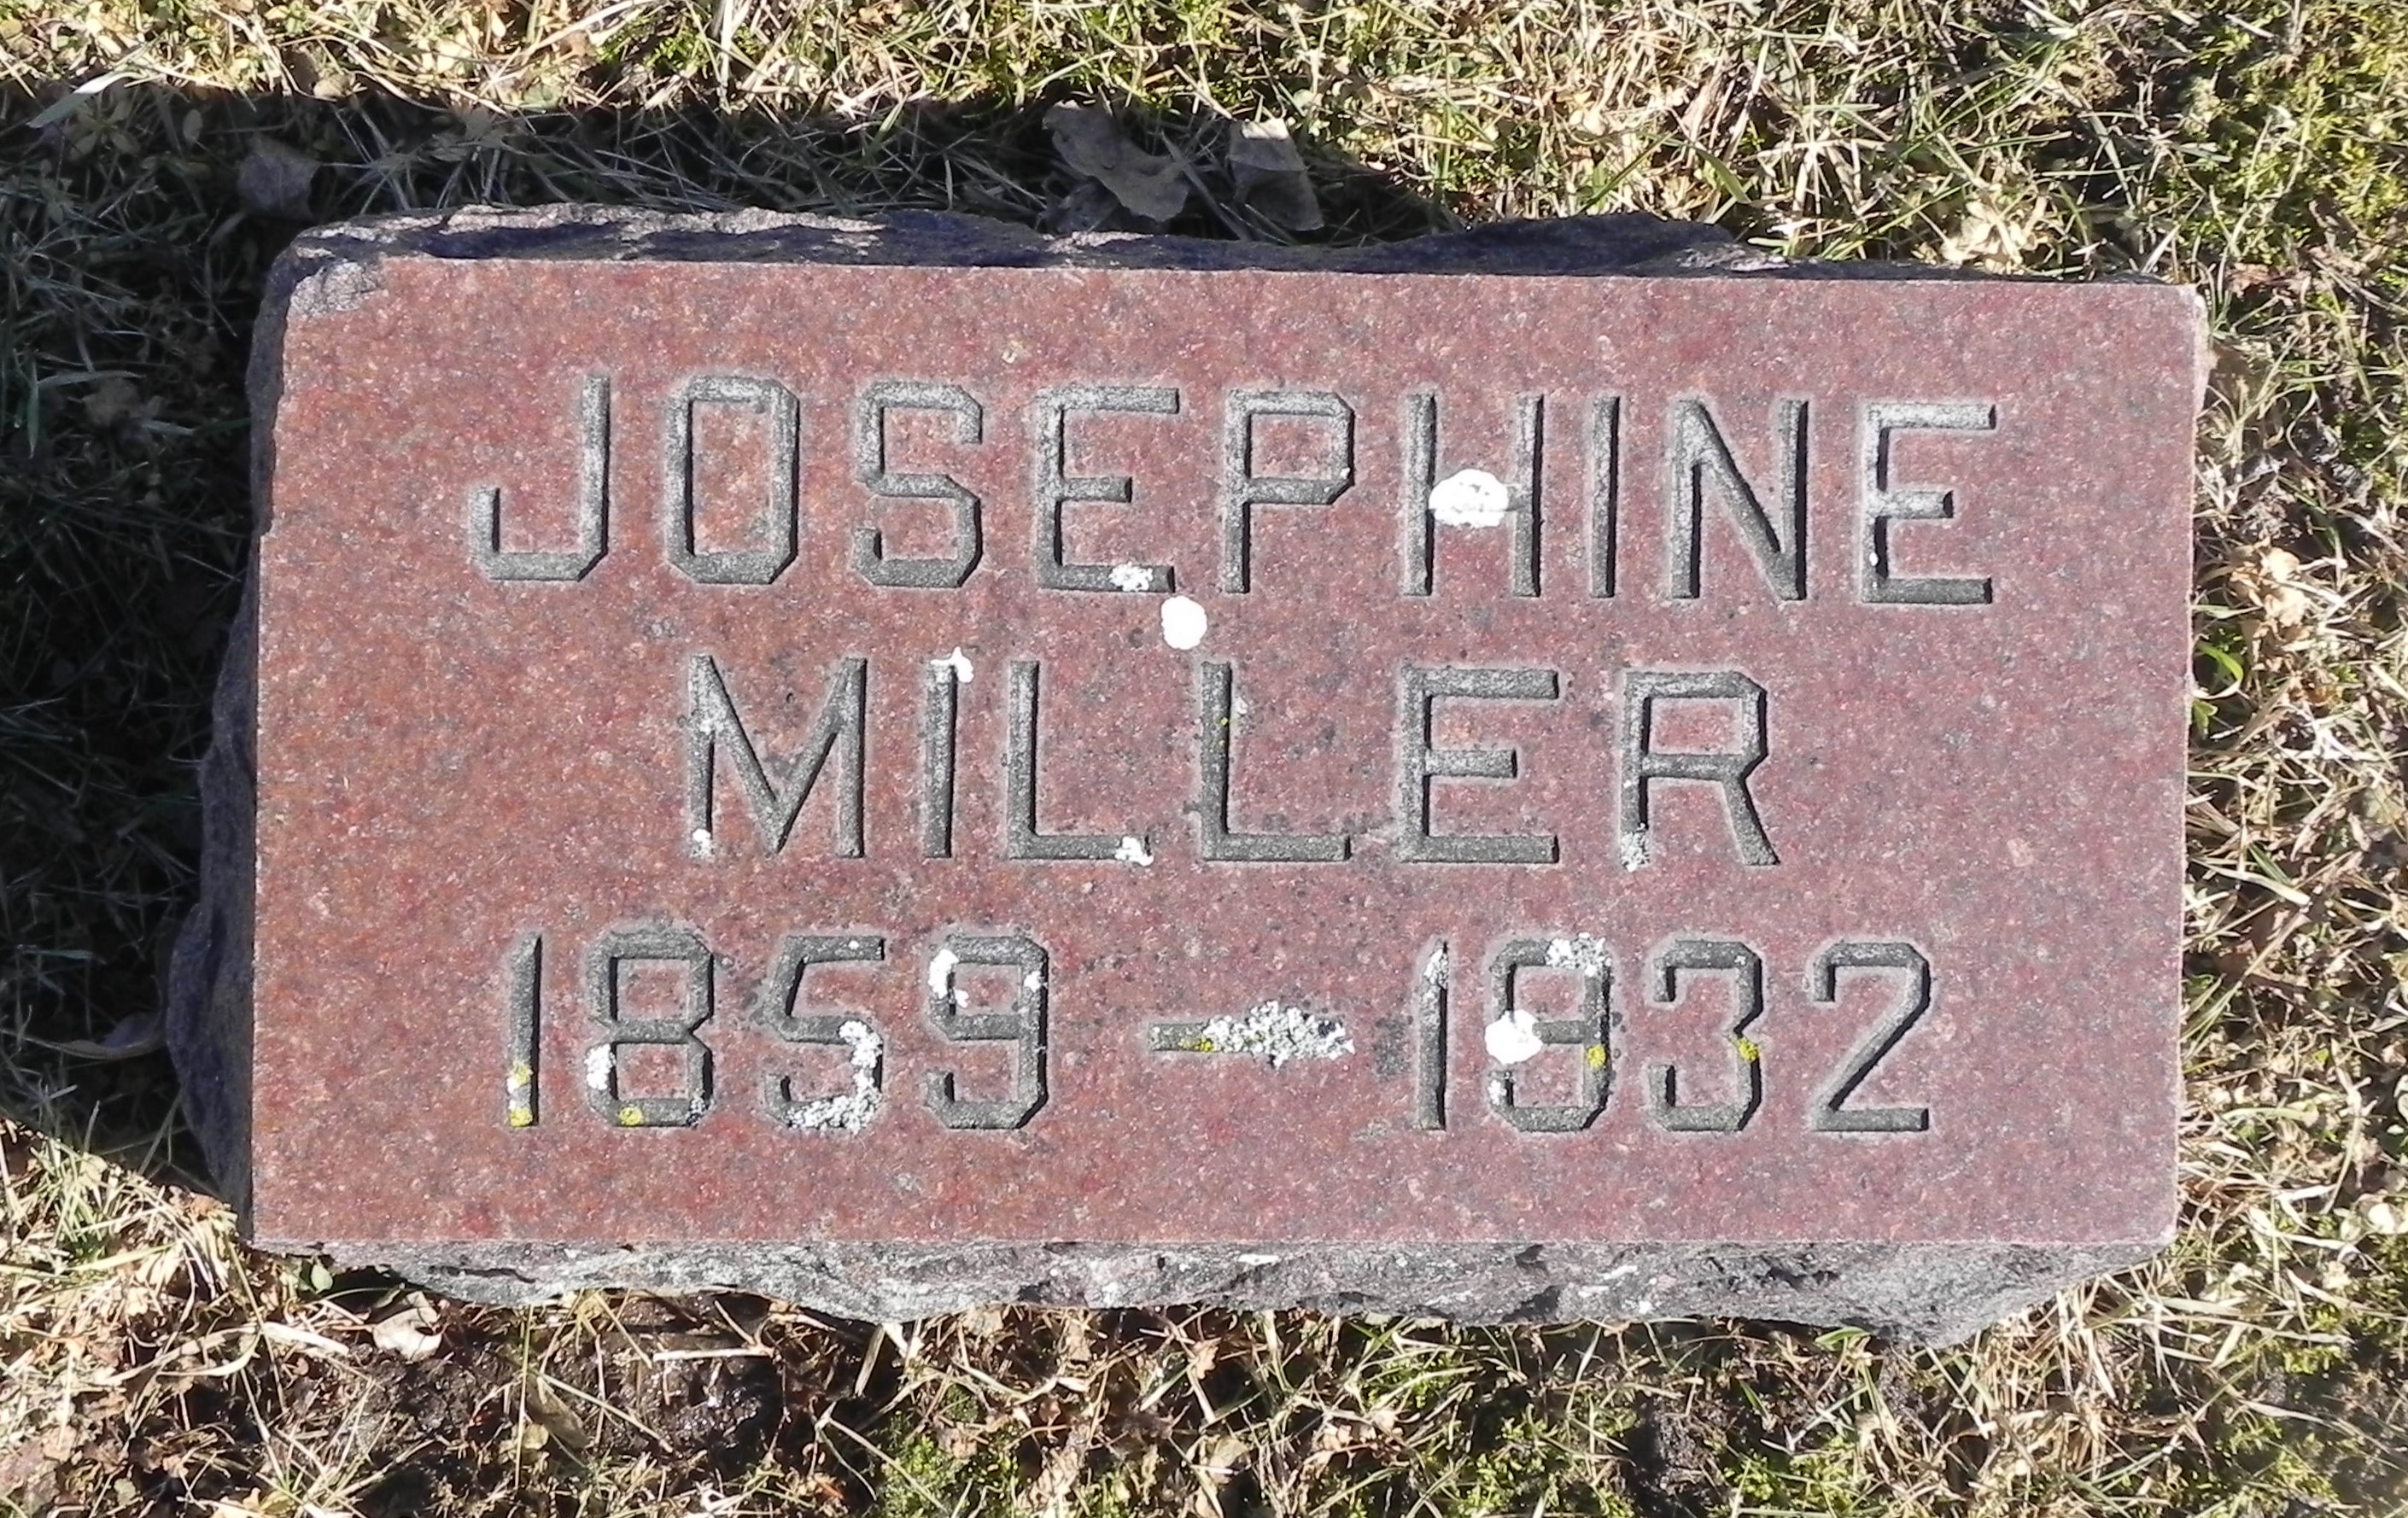 JOSEPHINE
MILLER
1859 - 1932